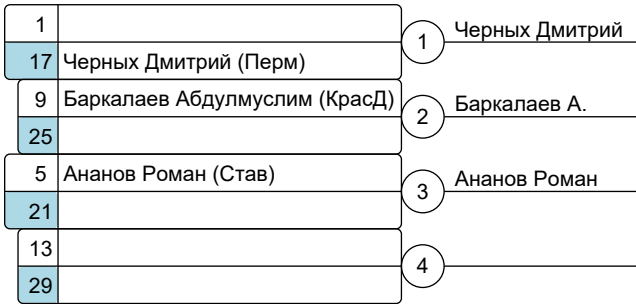 1
Черных Дмитрий
1
17 Черных Дмитрий (Перм)
9 Баркалаев Абдулмуслим (КрасД)
2
Баркалаев А.
25
5 Ананов Роман (Став)
3
Ананов Роман
21
13
4
29